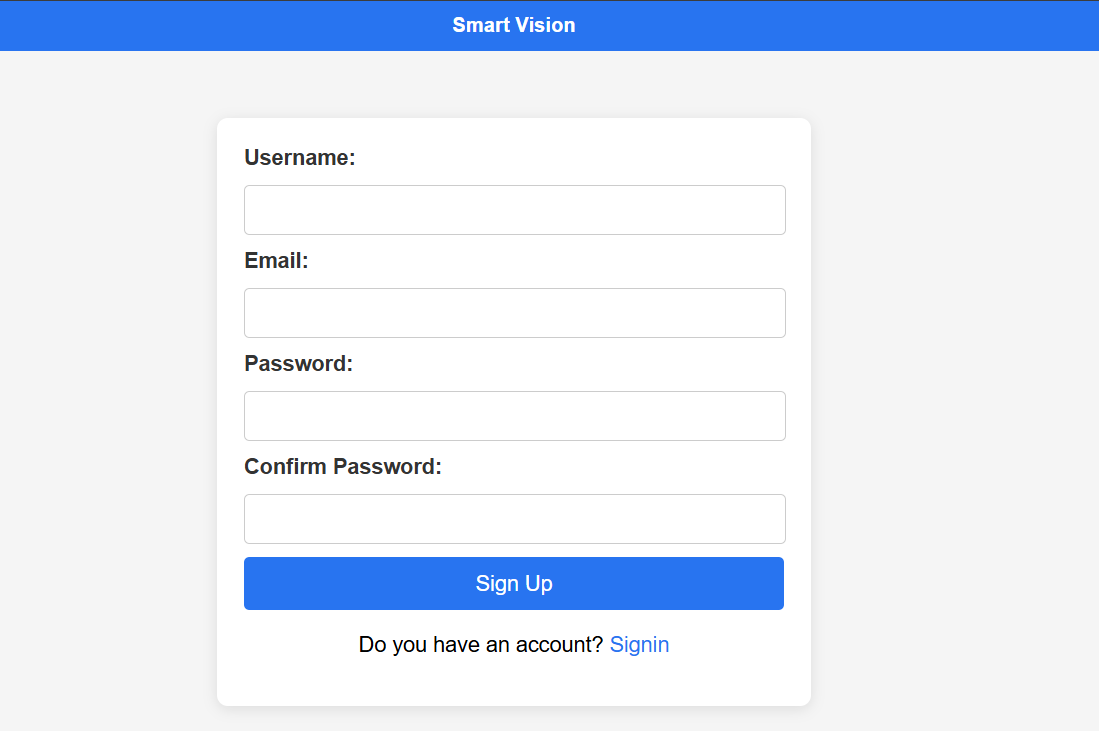 Smart Vision
Username:
Email:
Password:
Confirm Password:
Sign Up
Do you have an account? Signin